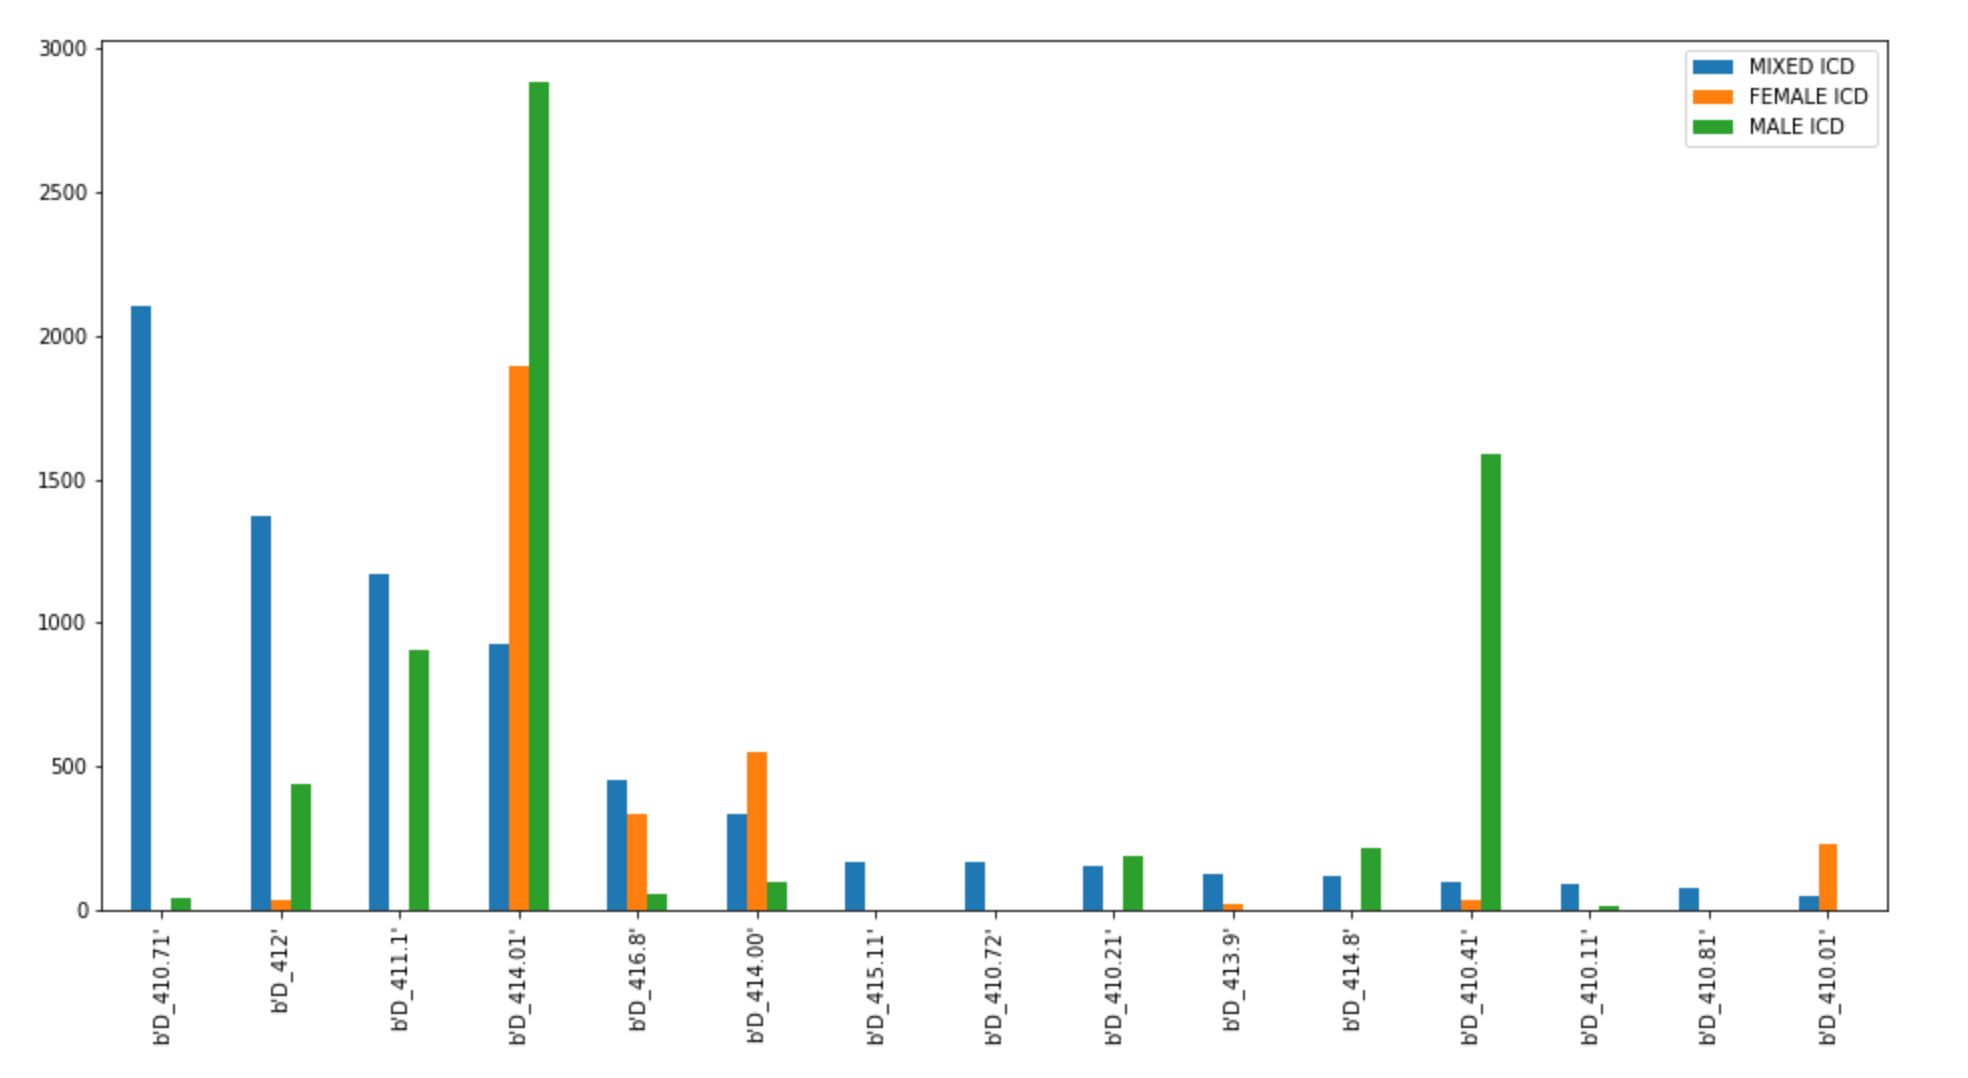 3000
2500
2000
1500
1000
500
0
MIXED ICD
FEMALE ICD
MALE ICD
b'D_410.71'
b'D_412'
b'D_411.1'
b'D_414.01'
b'D_416.8'
b'D_414.00'
b'D_415.11'
b'D_410.72'
b'D_410.21'
b'D_413.9'
b'D_414.8'
b'D_410.41'
b'D_410.11'
b'D_410.81'
b'D_410.01'